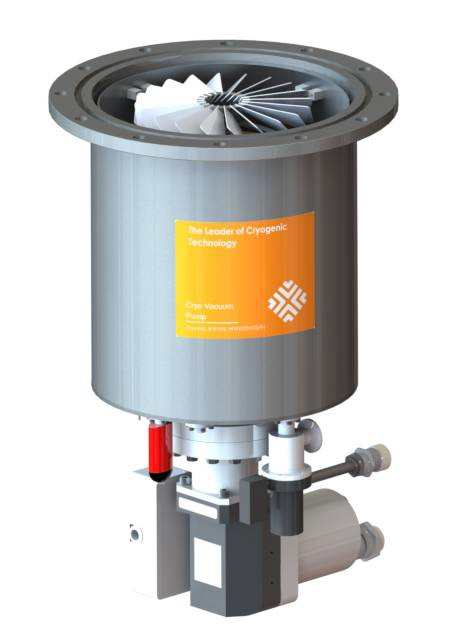 The Leader of Cryogenic
Technology
Cryo Vacuum
Pump